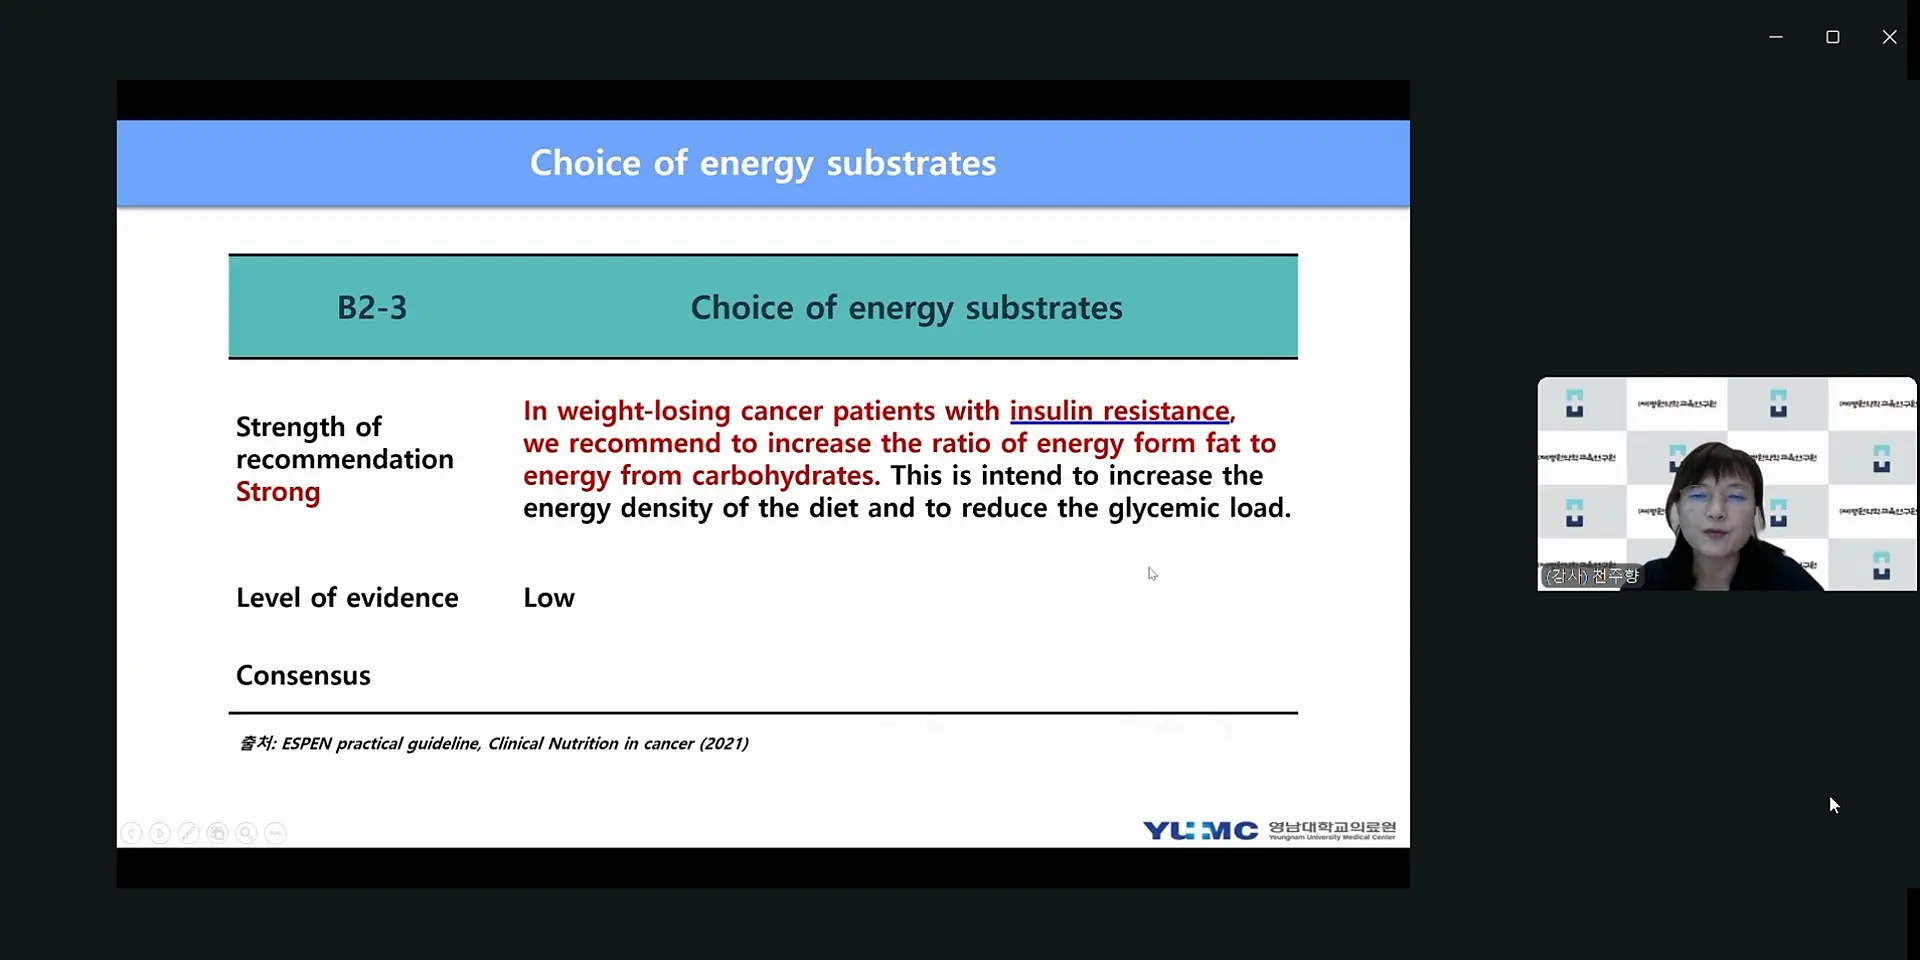 Choice of energy substrates
B2-3
Choice of energy substrates
Strength of
recommendation
Strong
In weight-losing cancer patients with insulin resistance,
we recommend to increase the ratio of energy form fat to
energy from carbohydrates. This is intend to increase the
energy density of the diet and to reduce the glycemic load.
Level of evidence
Low
Consensus
출처: ESPEN practical guideline, Clinical Nutrition in cancer (2021)
YUMC 영남대학교의료원
Yeungnam University Medical Center
(강사) 천주향